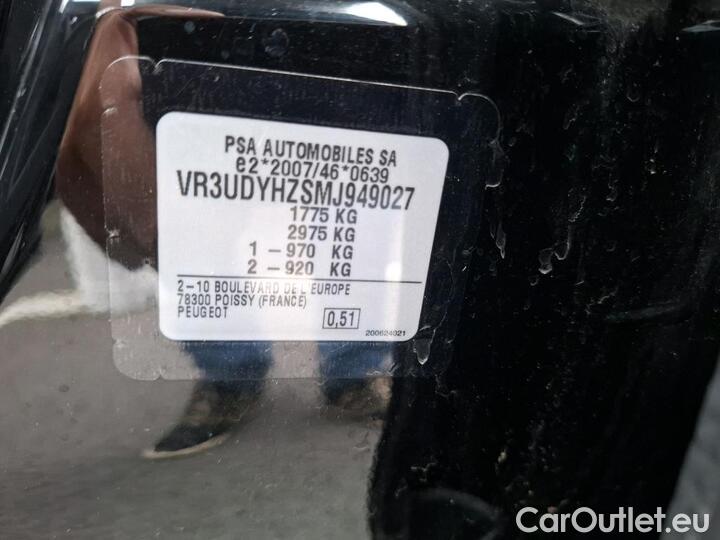 PSA AUTOMOBILES SA
e2*2007/46*0639
VR3UDYHZSMJ949027
1775 KG
2975 KG
1 - 970 KG
2 - 920 KG
2-10 BOULEVARD DE L'EUROPE
78300 POISSY (FRANCE)
PEUGEOT
0,51
200624021
CarOutlet.eu